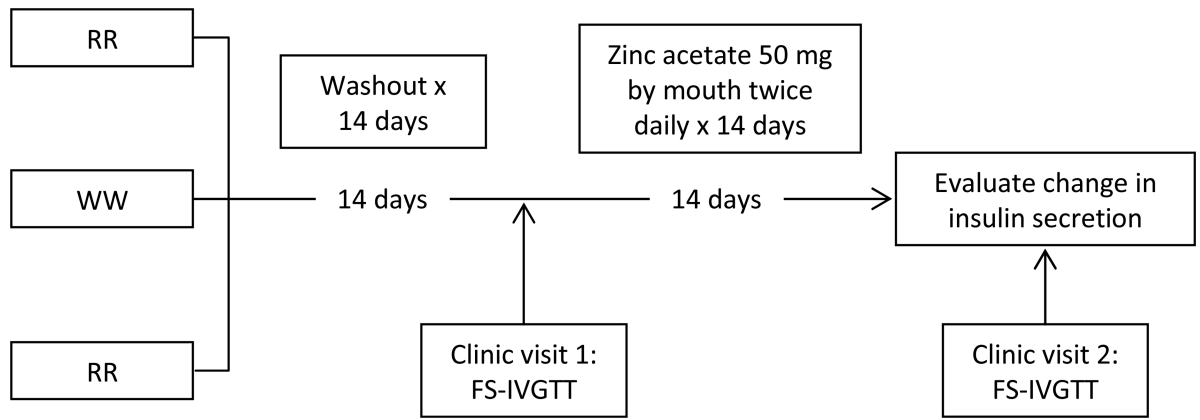 RR
Washout x
14 days
Zinc acetate 50 mg
by mouth twice
daily x 14 days
WW
14 days
14 days
Evaluate change in
insulin secretion
RR
Clinic visit 1:
FS-IVGTT
Clinic visit 2:
FS-IVGTT